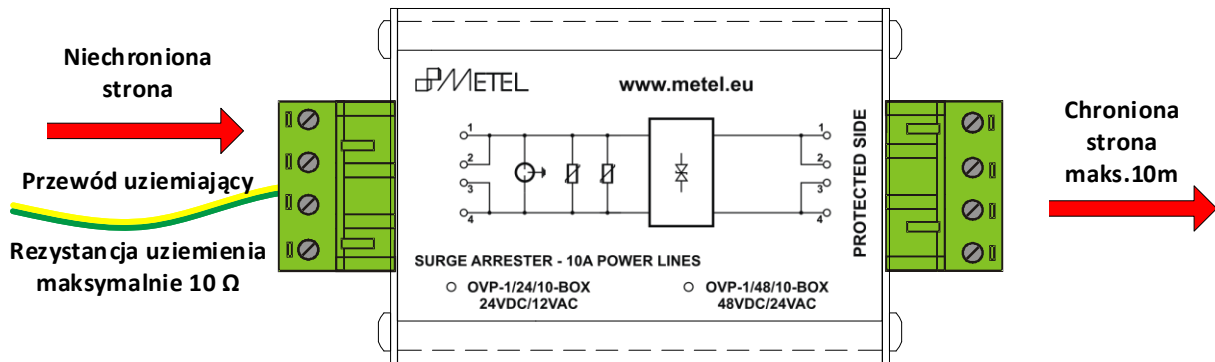 Niechroniona
strona
Przewód uziemiający
Rezystancja uziemienia
maksymalnie 10 Ω
METEL
www.metel.eu
1
2
3
4
1
2
3
4
PROTECTED SIDE
SURGE ARRESTER - 10A POWER LINES
OVP-1/24/10-BOX
24VDC/12VAC
OVP-1/48/10-BOX
48VDC/24VAC
Chroniona
strona
maks.10m